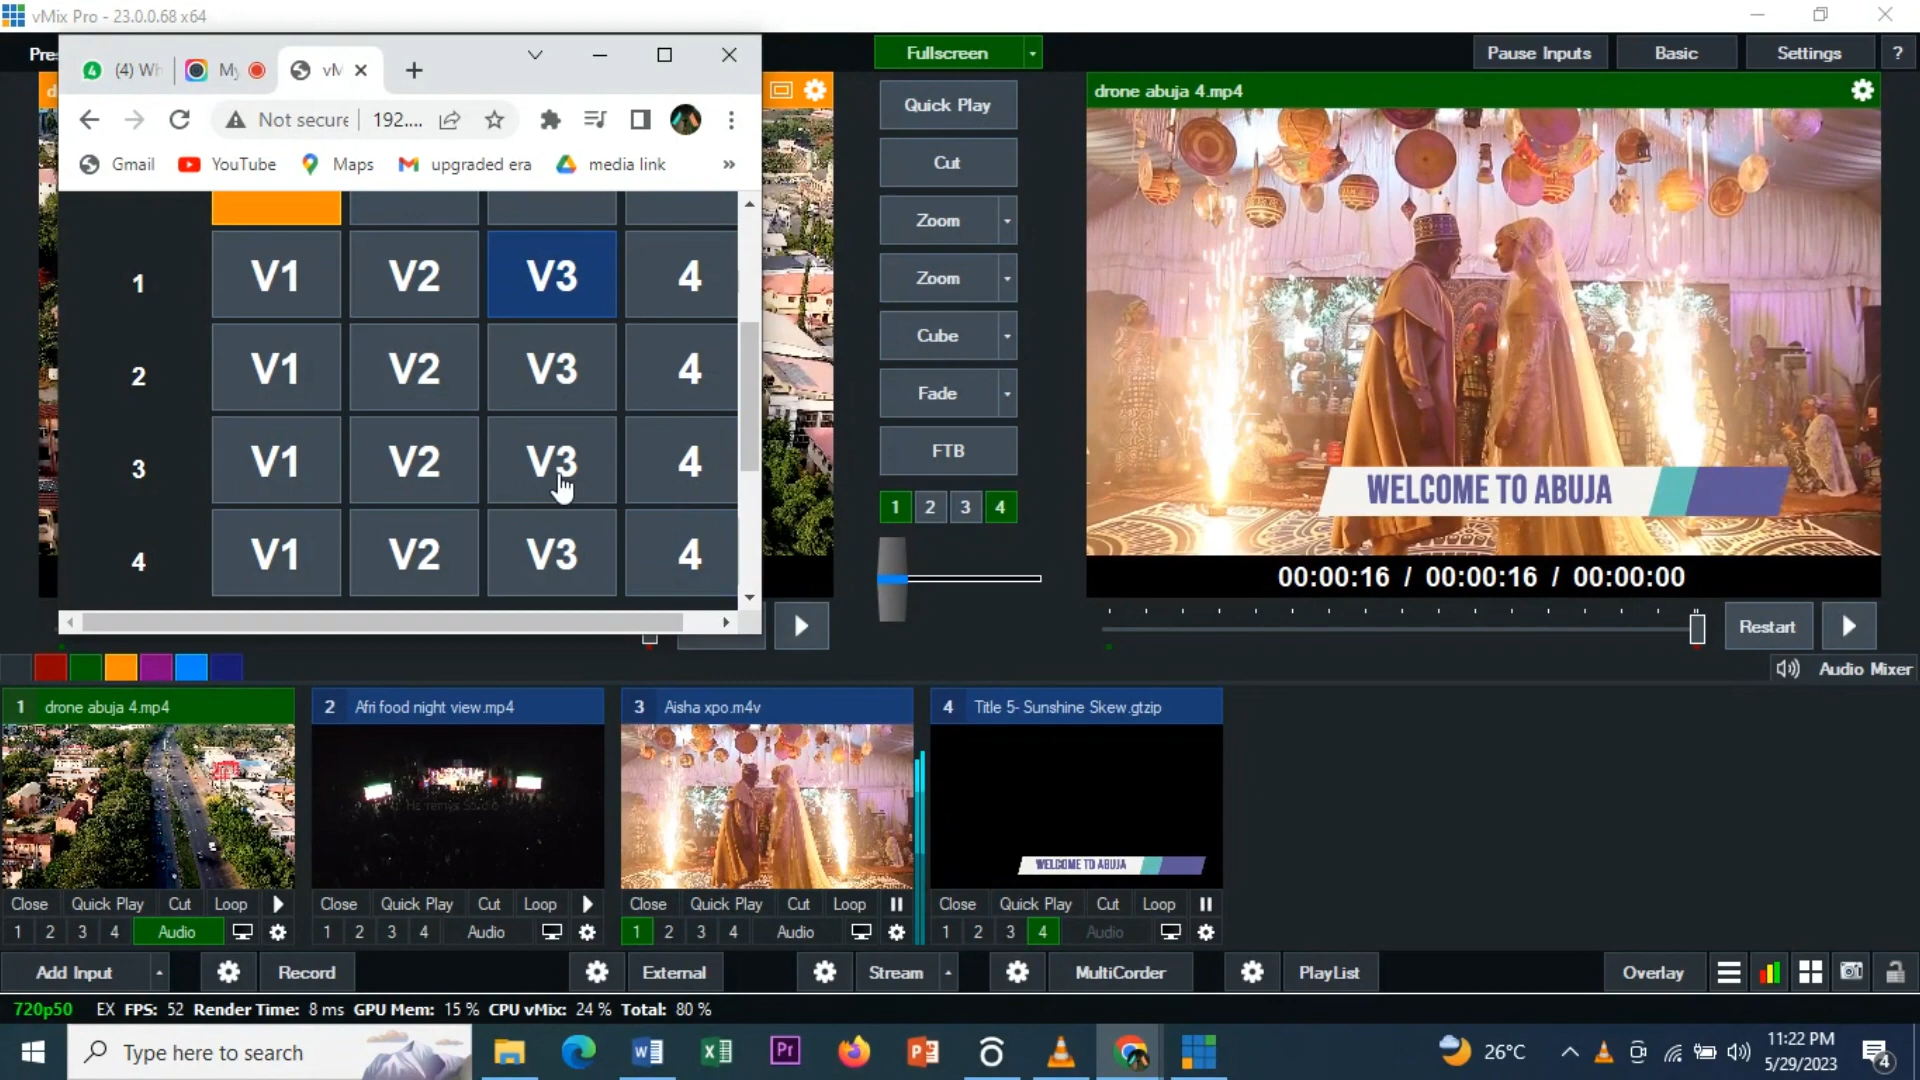 vMix Pro - 23.0.0.68 x64
(4) Wh
My
vM
Not secure
192....
Gmail
YouTube
Maps
upgraded era
media link
»
1 V1 V2 V3 4
2 V1 V2 V3 4
3 V1 V2 V3 4
4 V1 V2 V3 4
Fullscreen
Quick Play
Cut
Zoom
Zoom
Cube
Fade
FTB
1 2 3 4
Pause Inputs
Basic
Settings
?
drone abuja 4.mp4
WELCOME TO ABUJA
00:00:16 / 00:00:16 / 00:00:00
Restart
Audio Mixer
1 drone abuja 4.mp4
2 Afri food night view.mp4
3 Aisha xpo.m4v
4 Title 5- Sunshine Skew.gtzip
WELCOME TO ABUJA
Close Quick Play Cut Loop
Close Quick Play Cut Loop
Close Quick Play Cut Loop
Close Quick Play Cut Loop
1 2 3 4 Audio
1 2 3 4 Audio
1 2 3 4 Audio
1 2 3 4 Audio
Add Input
Record
External
Stream
MultiCorder
PlayList
Overlay
720p50 EX FPS: 52 Render Time: 8 ms GPU Mem: 15 % CPU vMix: 24 % Total: 80 %
Type here to search
26°C
11:22 PM
5/29/2023
4